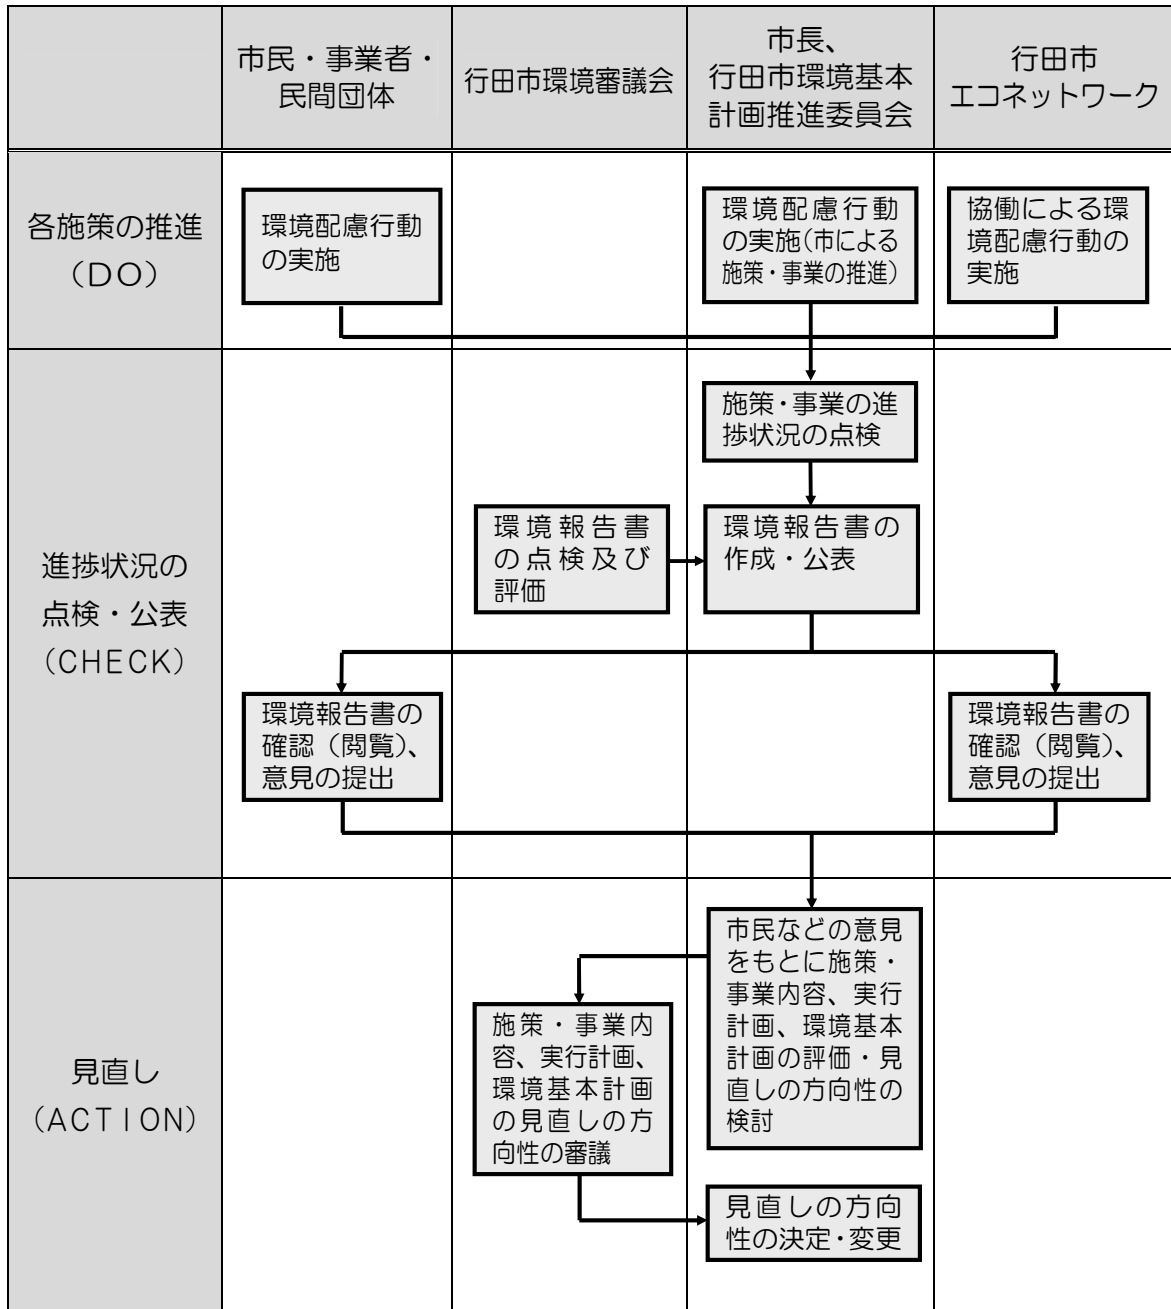 市民・事業者・
民間団体
行田市環境審議会
市長、
行田市環境基本
計画推進委員会
行田市
エコネットワーク
各施策の推進
（ＤＯ）
環境配慮行動
の実施
環境配慮行動
の実施（市による
施策・事業の推進）
協働による環
境配慮行動の
実施
進捗状況の
点検・公表
（ＣＨＥＣＫ）
施策・事業の進
捗状況の点検
環境報告書
の点検及び
評価
環境報告書の
作成・公表
環境報告書の
確認（閲覧）、
意見の提出
環境報告書の
確認（閲覧）、
意見の提出
見直し
（ＡＣＴＩＯＮ）
市民などの意見
をもとに施策・
事業内容、実行
計画、環境基本
計画の評価・見
直しの方向性の
検討
施策・事業内
容、実行計画、
環境基本計画
の見直しの方
向性の審議
見直しの方向
性の決定・変更